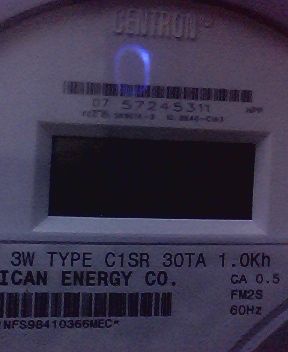 CENTRON
07 57245311
3W TYPE C1SR 30TA 1.0Kh
ICAN ENERGY CO.
CA 0.5
FM2S
60Hz
*NFS98410366MEC*